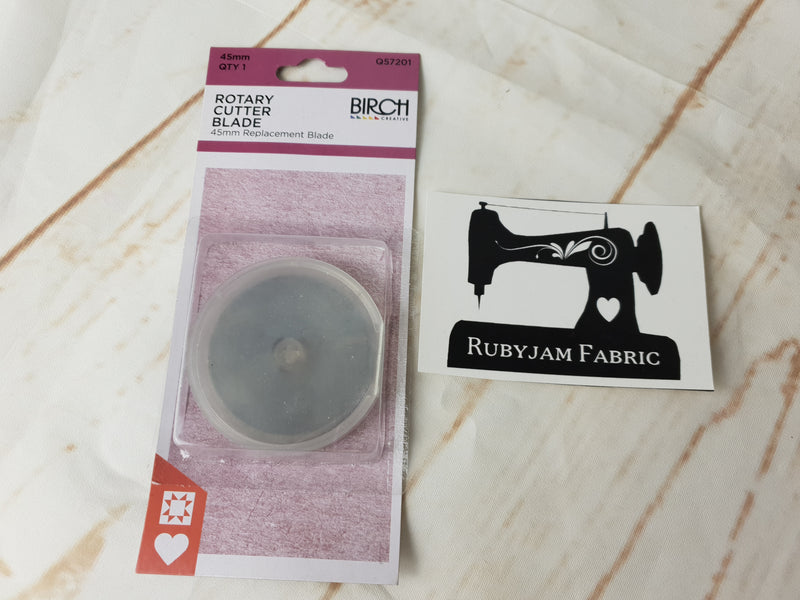 45mm
QTY 1
Q57201
ROTARY
CUTTER
BLADE
45mm Replacement Blade
BIRCH
CREATIVE
RUBYJAM FABRIC